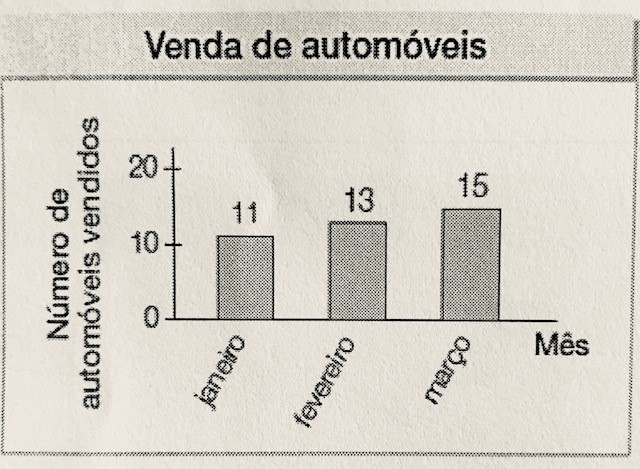 Venda de automóveis
Número de
automóveis vendidos
20
10
0
11
13
15
janeiro
fevereiro
março
Mês